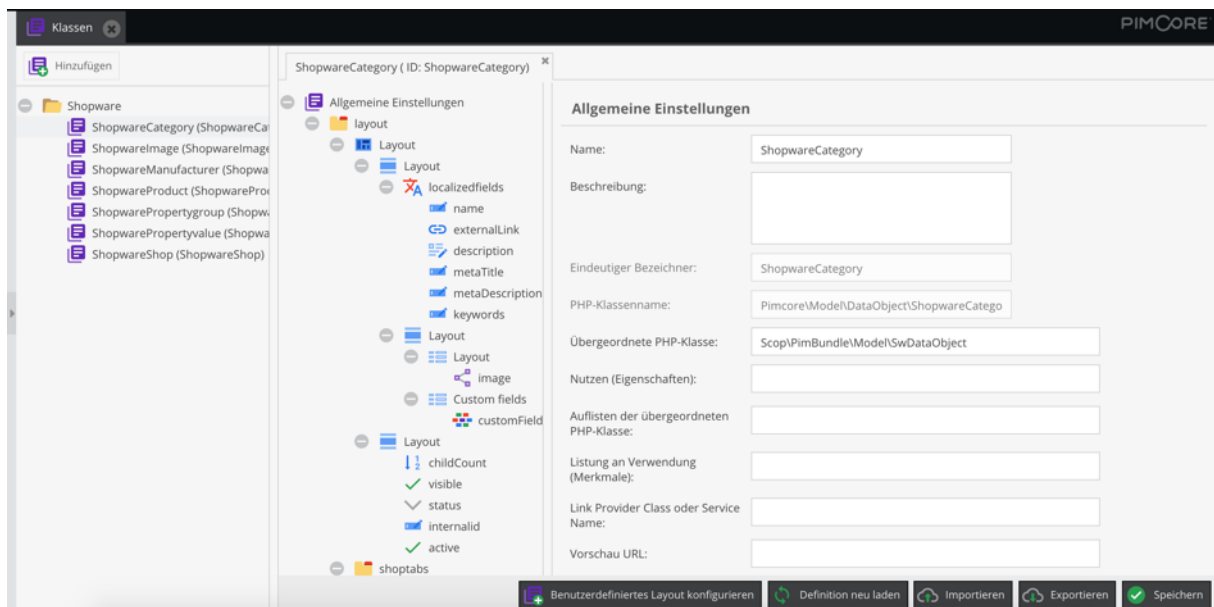 Klassen
PIMCORE
Hinzufügen
Shopware
ShopwareCategory (ShopwareCa
ShopwareImage (ShopwareImage
ShopwareManufacturer (Shopwa
ShopwareProduct (ShopwarePro
ShopwarePropertygroup (Shopw
ShopwarePropertyvalue (Shopwa
ShopwareShop (ShopwareShop)
ShopwareCategory ( ID: ShopwareCategory)
Allgemeine Einstellungen
layout
Layout
Layout
localizedfields
name
externalLink
description
metaTitle
metaDescription
keywords
Layout
Layout
image
Custom fields
customField
Layout
childCount
visible
status
internalid
active
shoptabs
Allgemeine Einstellungen
Name: ShopwareCategory
Beschreibung:
Eindeutiger Bezeichner: ShopwareCategory
PHP-Klassenname: Pimcore\Model\DataObject\ShopwareCatego
Übergeordnete PHP-Klasse: Scop\PimBundle\Model\SwDataObject
Nutzen (Eigenschaften):
Auflisten der übergeordneten
PHP-Klasse:
Listung an Verwendung
(Merkmale):
Link Provider Class oder Service
Name:
Vorschau URL:
Benutzerdefiniertes Layout konfigurieren Definition neu laden Importieren Exportieren Speichern